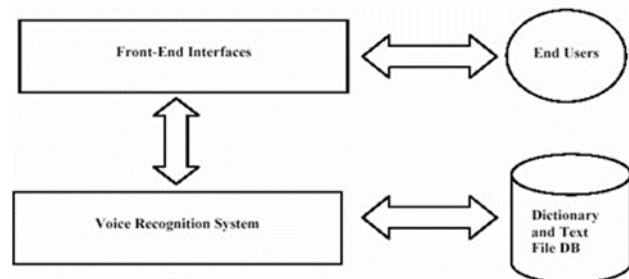 Front-End Interfaces
End Users
Voice Recognition System
Dictionary
and Text
File DB